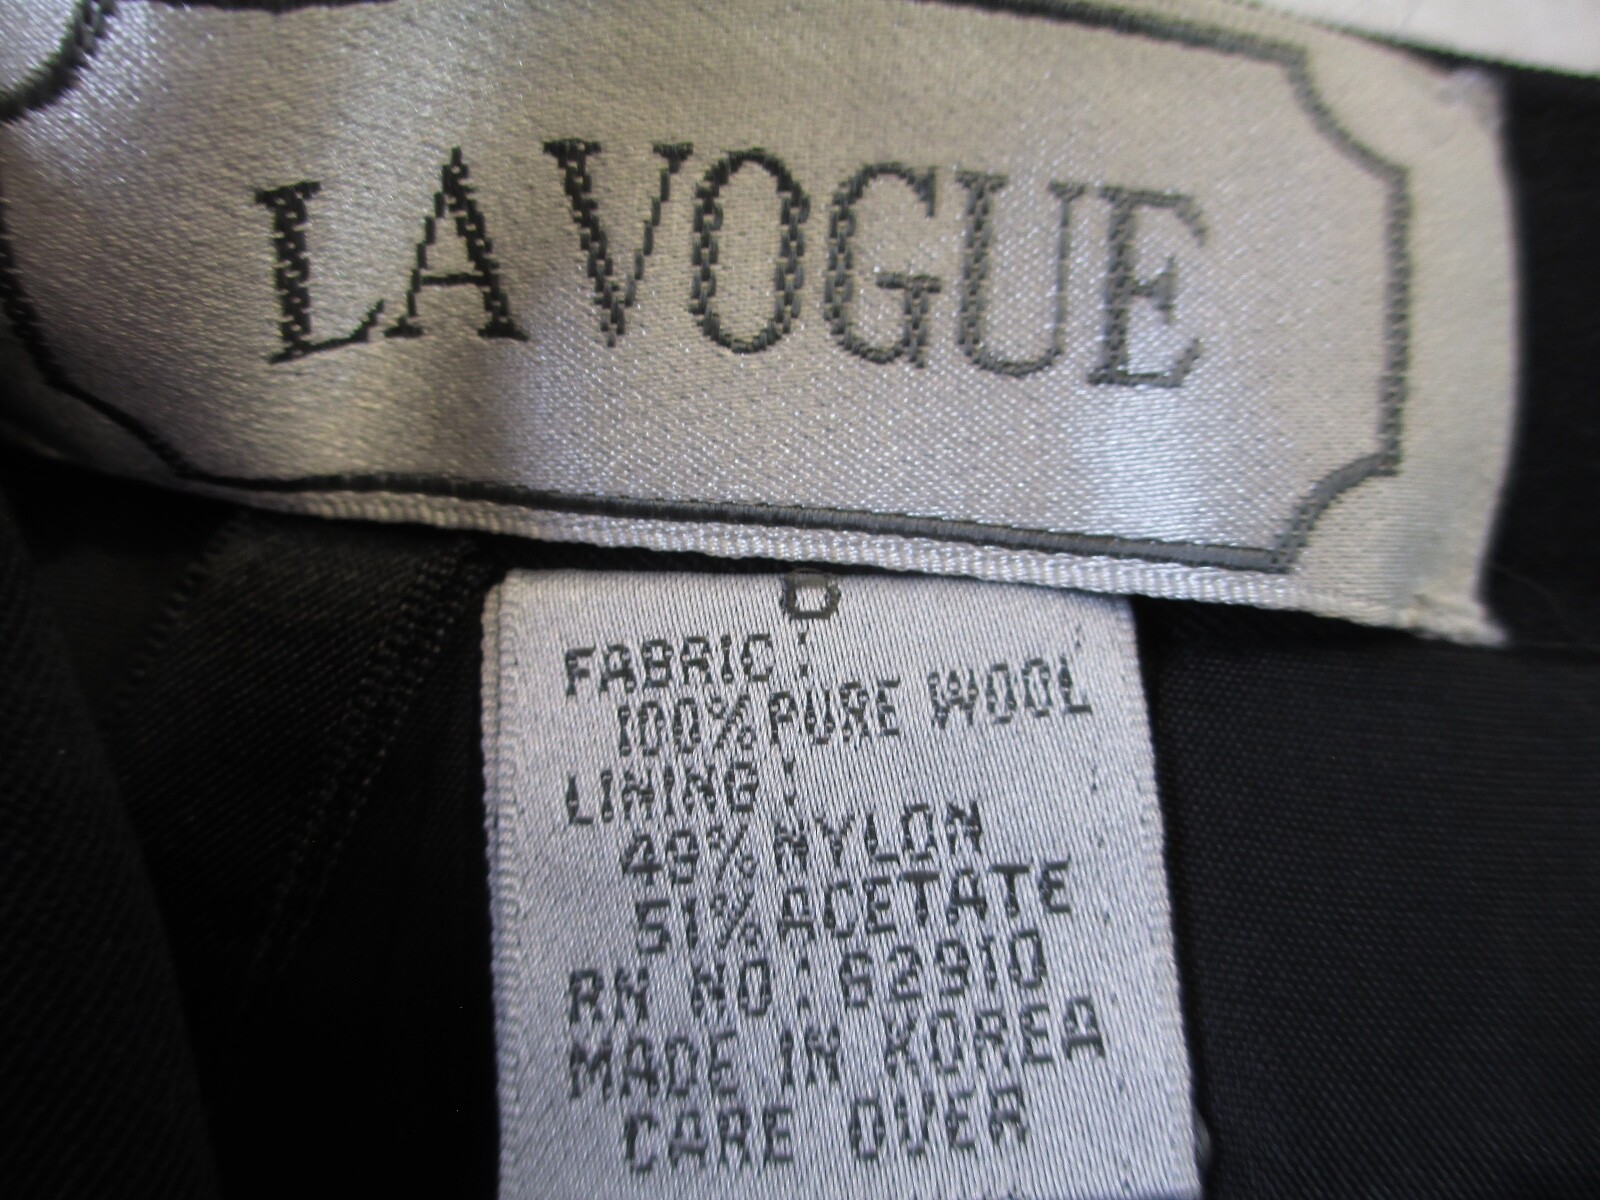 LA VOGUE
FABRIC:
100% PURE WOOL
LINING:
49% NYLON
51% ACETATE
RN NO: 62910
MADE IN KOREA
CARE OVER